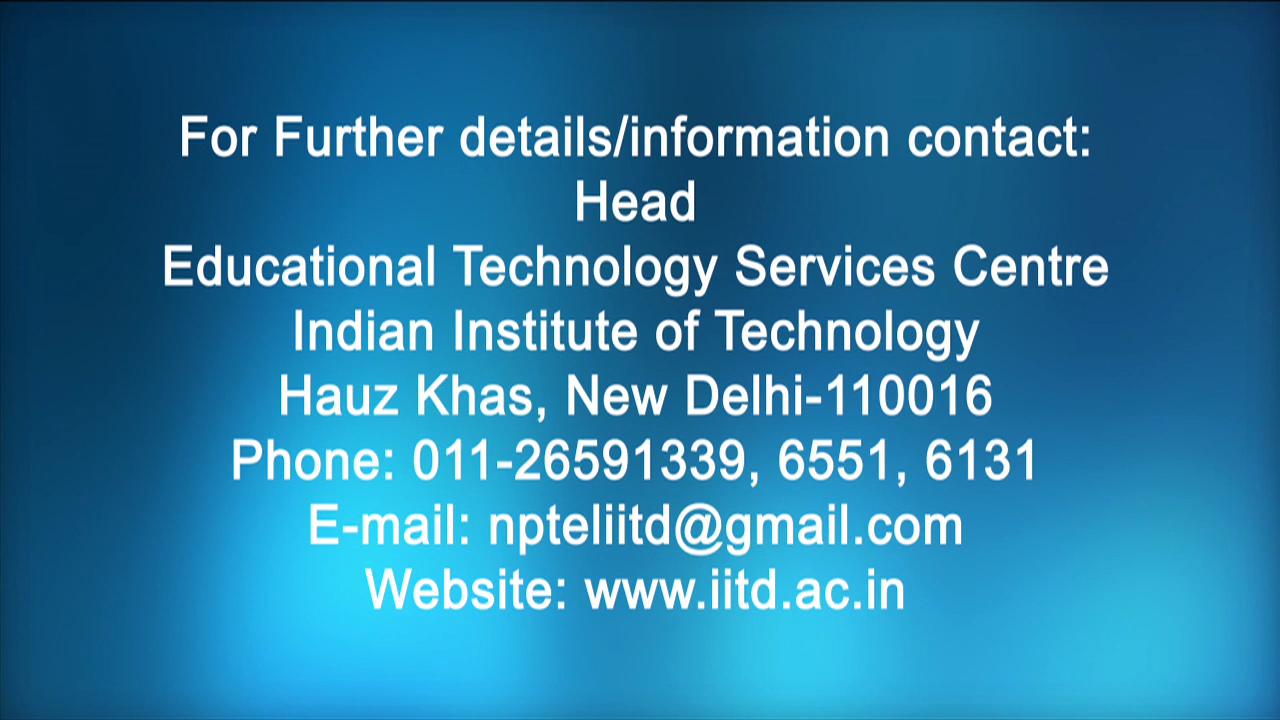 For Further details/information contact:
Head
Educational Technology Services Centre
Indian Institute of Technology
Hauz Khas, New Delhi-110016
Phone: 011-26591339, 6551, 6131
E-mail: npteliitd@gmail.com
Website: www.iitd.ac.in